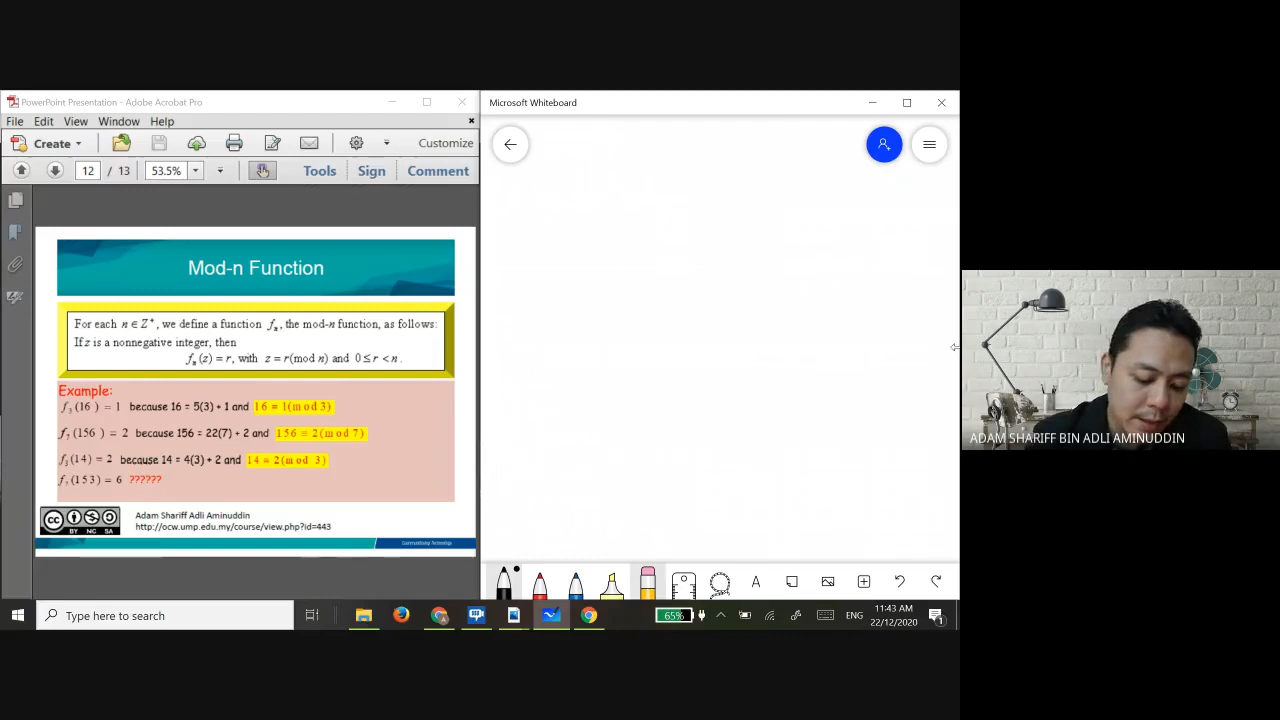 PowerPoint Presentation - Adobe Acrobat Pro
File Edit View Window Help
Create
Customize
12 / 13 53.5%
Tools Sign Comment
Mod-n Function
For each n ∈ Z⁺, we define a function fₙ, the mod-n function, as follows:
If z is a nonnegative integer, then
fₙ(z) = r, with z = r(mod n) and 0 ≤ r < n.
Example:
f₃(16) = 1 because 16 = 5(3) + 1 and 16 ≡ 1(mod 3)
f₇(156) = 2 because 156 = 22(7) + 2 and 156 ≡ 2(mod 7)
f₃(14) = 2 because 14 = 4(3) + 2 and 14 ≡ 2(mod 3)
f₇(153) = 6 ??????
CC BY NC SA
Adam Shariff Adli Aminuddin
http://ocw.ump.edu.my/course/view.php?id=443
Microsoft Whiteboard
A
ADAM SHARIFF BIN ADLI AMINUDDIN
Type here to search
65%
ENG
11:43 AM
22/12/2020
1